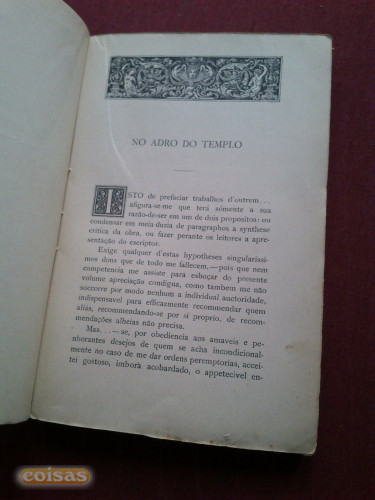 NO ADRO DO TEMPLO
ISTO de prefaciar trabalhos d'outrem...
afigura-se-me que terá sómente a sua
razão-de-ser em um de dois propositos: ou
condensar em meia-duzia de paragraphos a synthese
critica da obra, ou fazer perante os leitores a apre-
sentação do escriptor.
Exige qualquer d'estas hypotheses singularis-
simos dons que de todo me fallecem,—pois que nem
competencia me assiste para esboçar do presente
volume apreciação condigna, como tambem me não
soccorre por modo nenhum a individual auctoridade,
indispensavel para efficazmente recommendar quem
aliás, recommendando-se por si proprio, de recom-
mendações alheias não precisa.
Mas...—se, por obediencia aos amaveis e pe-
nhorantes desejos de quem se acha incondicional-
mente no caso de me dar ordens peremptorias, accei-
tei gostoso, imbora acobardado, o appetecivel en-
coisas